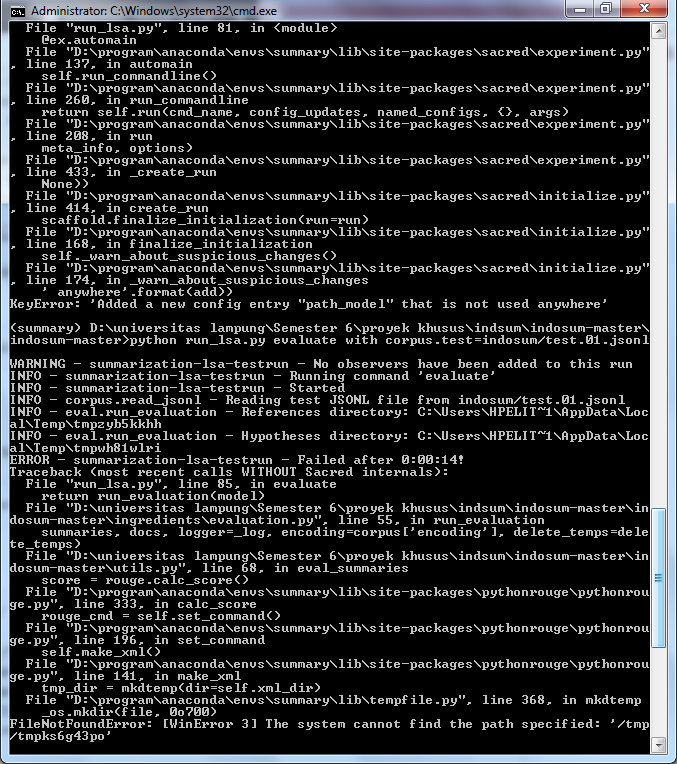 Administrator: C:\Windows\system32\cmd.exe
File "run_lsa.py", line 81, in <module>
@ex.automain
File "D:\program\anaconda\envs\summary\lib\site-packages\sacred\experiment.py"
, line 137, in automain
self.run_commandline()
File "D:\program\anaconda\envs\summary\lib\site-packages\sacred\experiment.py"
, line 260, in run_commandline
return self.run(cmd_name, config_updates, named_configs, {}, args)
File "D:\program\anaconda\envs\summary\lib\site-packages\sacred\experiment.py"
, line 208, in run
meta_info, options)
File "D:\program\anaconda\envs\summary\lib\site-packages\sacred\experiment.py"
, line 433, in _create_run
None))
File "D:\program\anaconda\envs\summary\lib\site-packages\sacred\initialize.py"
, line 414, in create_run
scaffold.finalize_initialization(run=run)
File "D:\program\anaconda\envs\summary\lib\site-packages\sacred\initialize.py"
, line 168, in finalize_initialization
self._warn_about_suspicious_changes()
File "D:\program\anaconda\envs\summary\lib\site-packages\sacred\initialize.py"
, line 174, in _warn_about_suspicious_changes
' anywhere'.format(add))
KeyError: 'Added a new config entry "path_model" that is not used anywhere'
(summary) D:\universitas lampung\Semester 6\proyek khusus\indsum\indosum-master\
indosum-master>python run_lsa.py evaluate with corpus.test=indosum/test.01.jsonl
WARNING - summarization-lsa-testrun - No observers have been added to this run
INFO - summarization-lsa-testrun - Running command 'evaluate'
INFO - summarization-lsa-testrun - Started
INFO - corpus.read_jsonl - Reading test JSONL file from indosum/test.01.jsonl
INFO - eval.run_evaluation - References directory: C:\Users\HPELIT~1\AppData\Loc
al\Temp\tmpzyb5kkhh
INFO - eval.run_evaluation - Hypotheses directory: C:\Users\HPELIT~1\AppData\Loc
al\Temp\tmpwh81wlri
ERROR - summarization-lsa-testrun - Failed after 0:00:14!
Traceback (most recent calls WITHOUT Sacred internals):
File "run_lsa.py", line 85, in evaluate
return run_evaluation(model)
File "D:\universitas lampung\Semester 6\proyek khusus\indsum\indosum-master\in
dosum-master\ingredients\evaluation.py", line 55, in run_evaluation
summaries, docs, logger=_log, encoding=corpus['encoding'], delete_temps=dele
te_temps)
File "D:\universitas lampung\Semester 6\proyek khusus\indsum\indosum-master\in
dosum-master\utils.py", line 68, in eval_summaries
score = rouge.calc_score()
File "D:\program\anaconda\envs\summary\lib\site-packages\pythonrouge\pythonrou
ge.py", line 333, in calc_score
rouge_cmd = self.set_command()
File "D:\program\anaconda\envs\summary\lib\site-packages\pythonrouge\pythonrou
ge.py", line 196, in set_command
self.make_xml()
File "D:\program\anaconda\envs\summary\lib\site-packages\pythonrouge\pythonrou
ge.py", line 141, in make_xml
tmp_dir = mkdtemp(dir=self.xml_dir)
File "D:\program\anaconda\envs\summary\lib\tempfile.py", line 368, in mkdtemp
_os.mkdir(file, 0o700)
FileNotFoundError: [WinError 3] The system cannot find the path specified: '/tmp
/tmpks6g43po'